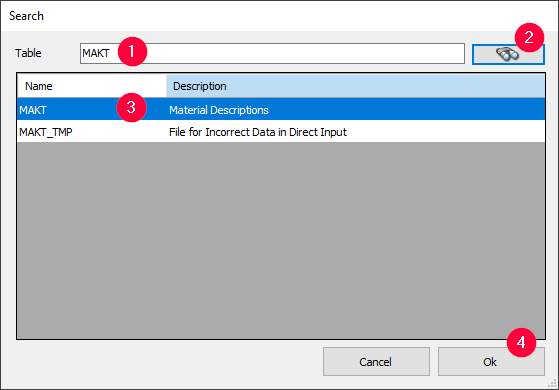 Search
Table MAKT 1 2
Name Description
MAKT 3 Material Descriptions
MAKT_TMP File for Incorrect Data in Direct Input
4
Cancel Ok